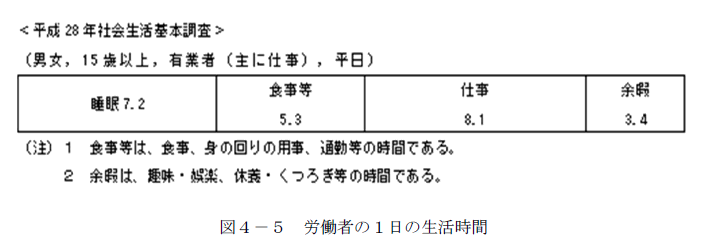 ＜平成28年社会生活基本調査＞
（男女，15歳以上，有業者（主に仕事），平日）
睡眠7.2 食事等 仕事 余暇
5.3 8.1 3.4
（注）1　食事等は、食事、身の回りの用事、通勤等の時間である。
2　余暇は、趣味・娯楽、休養・くつろぎ等の時間である。
図４－５　労働者の１日の生活時間